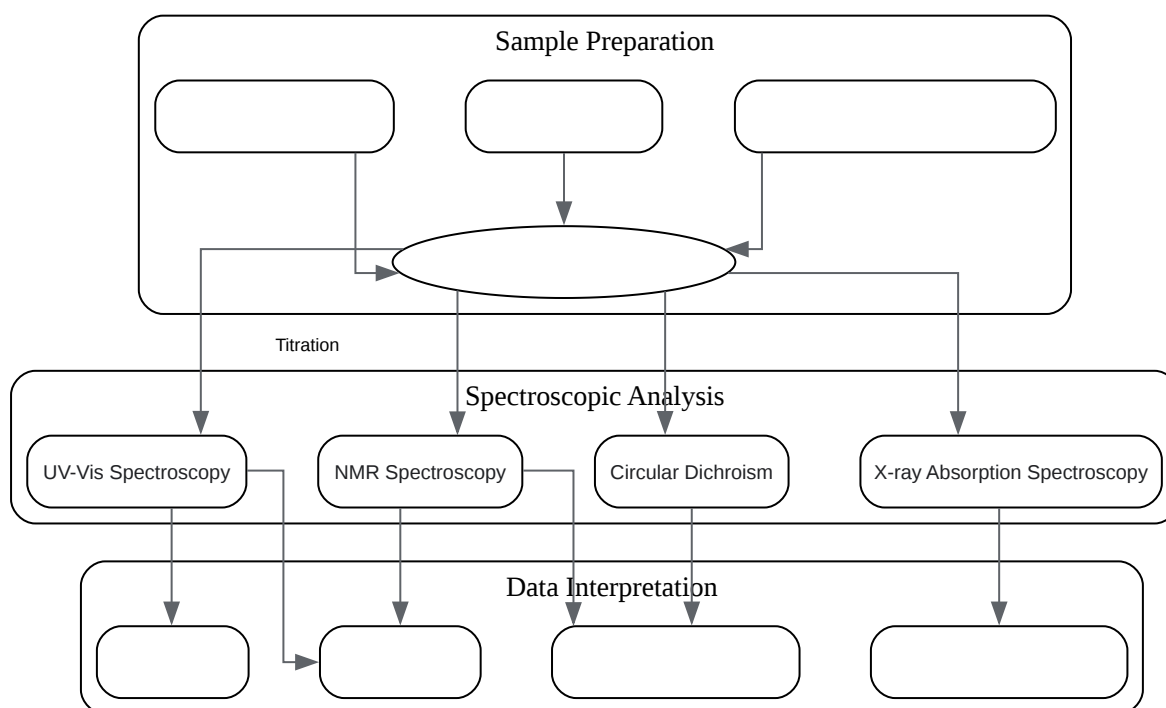 Sample Preparation
Titration
Spectroscopic Analysis
UV-Vis Spectroscopy
NMR Spectroscopy
Circular Dichroism
X-ray Absorption Spectroscopy
Data Interpretation